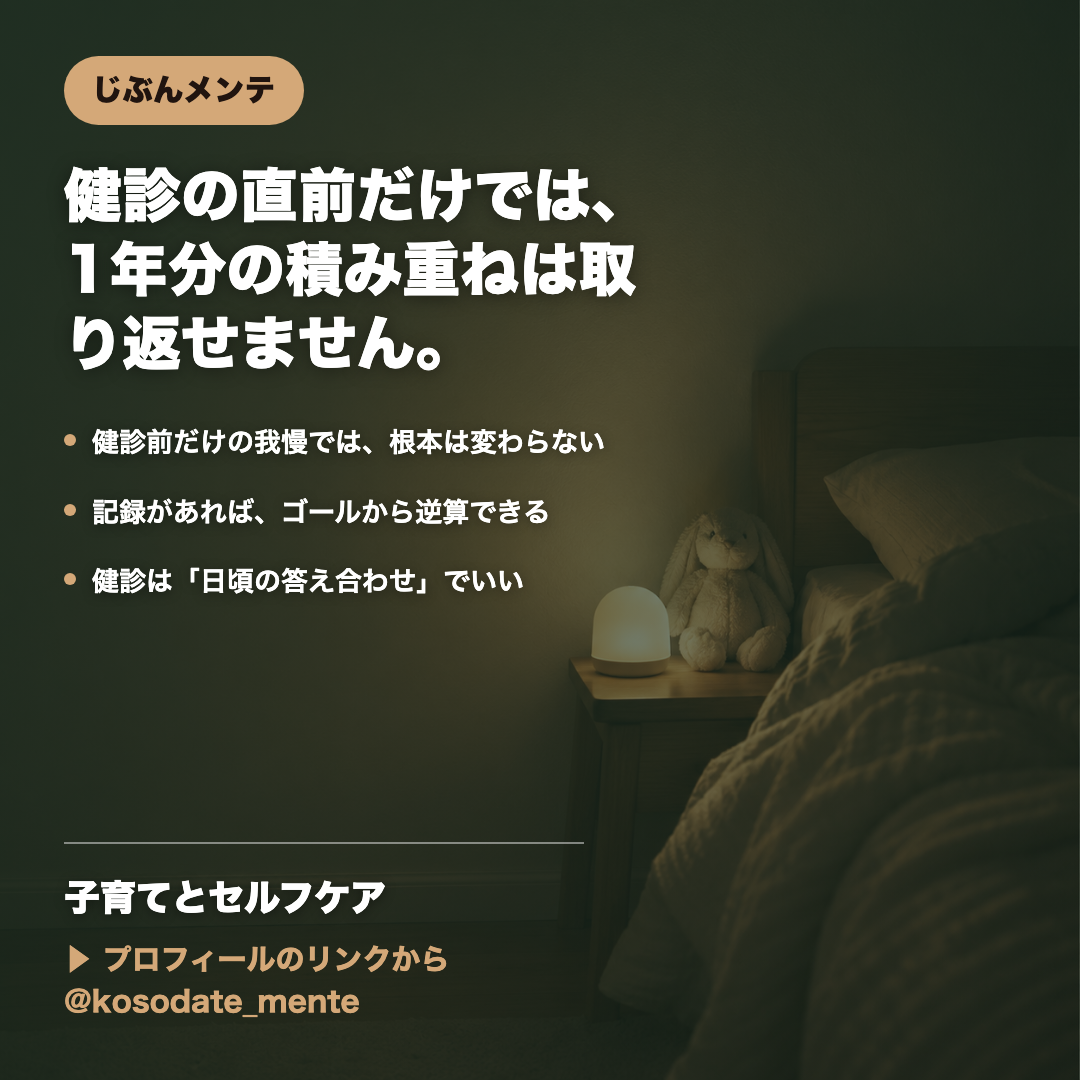 じぶんメンテ
健診の直前だけでは、
1年分の積み重ねは取
り返せません。
健診前だけの我慢では、根本は変わらない
記録があれば、ゴールから逆算できる
健診は「日頃の答え合わせ」でいい
子育てとセルフケア
▶ プロフィールのリンクから
@kosodate_mente